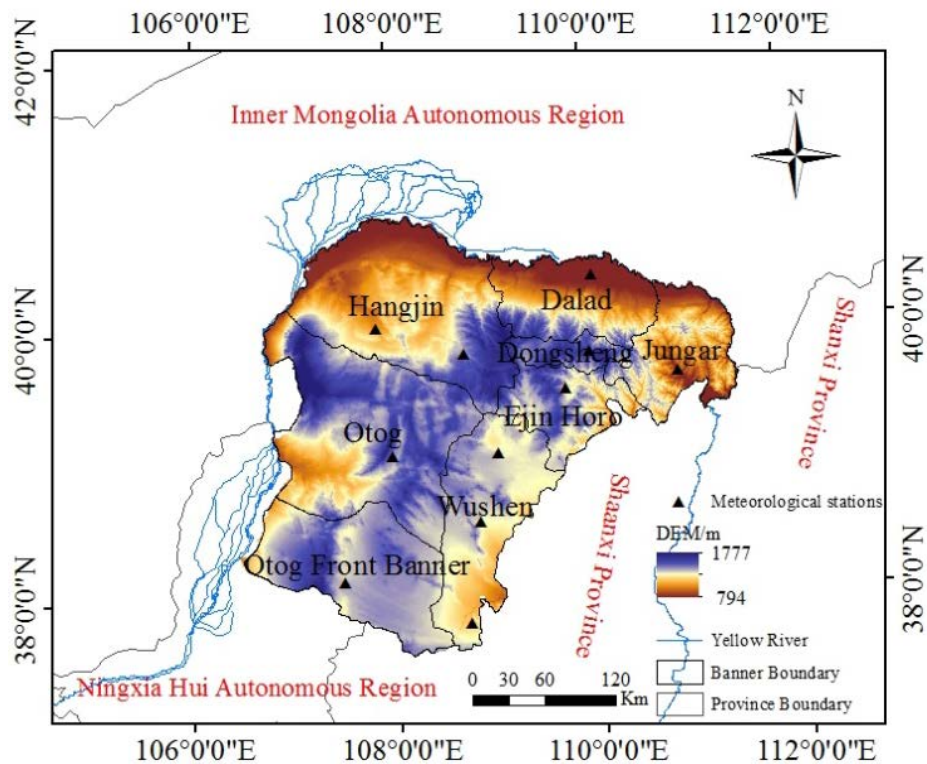 106°0'0"E 108°0'0"E 110°0'0"E 112°0'0"E
42°0'0"N
Inner Mongolia Autonomous Region
N
40°0'0"N
40°0'0"N
Hangjin
Dalad
Dongsheng
Jungar
Ejin Horo
Otog
Wushen
Otog Front Banner
Shanxi Province
Shaanxi Province
38°0'0"N
38°0'0"N
Ningxia Hui Autonomous Region
Meteorological stations
DEM/m
1777
794
Yellow River
Banner Boundary
Province Boundary
0 30 60 120
Km
106°0'0"E 108°0'0"E 110°0'0"E 112°0'0"E